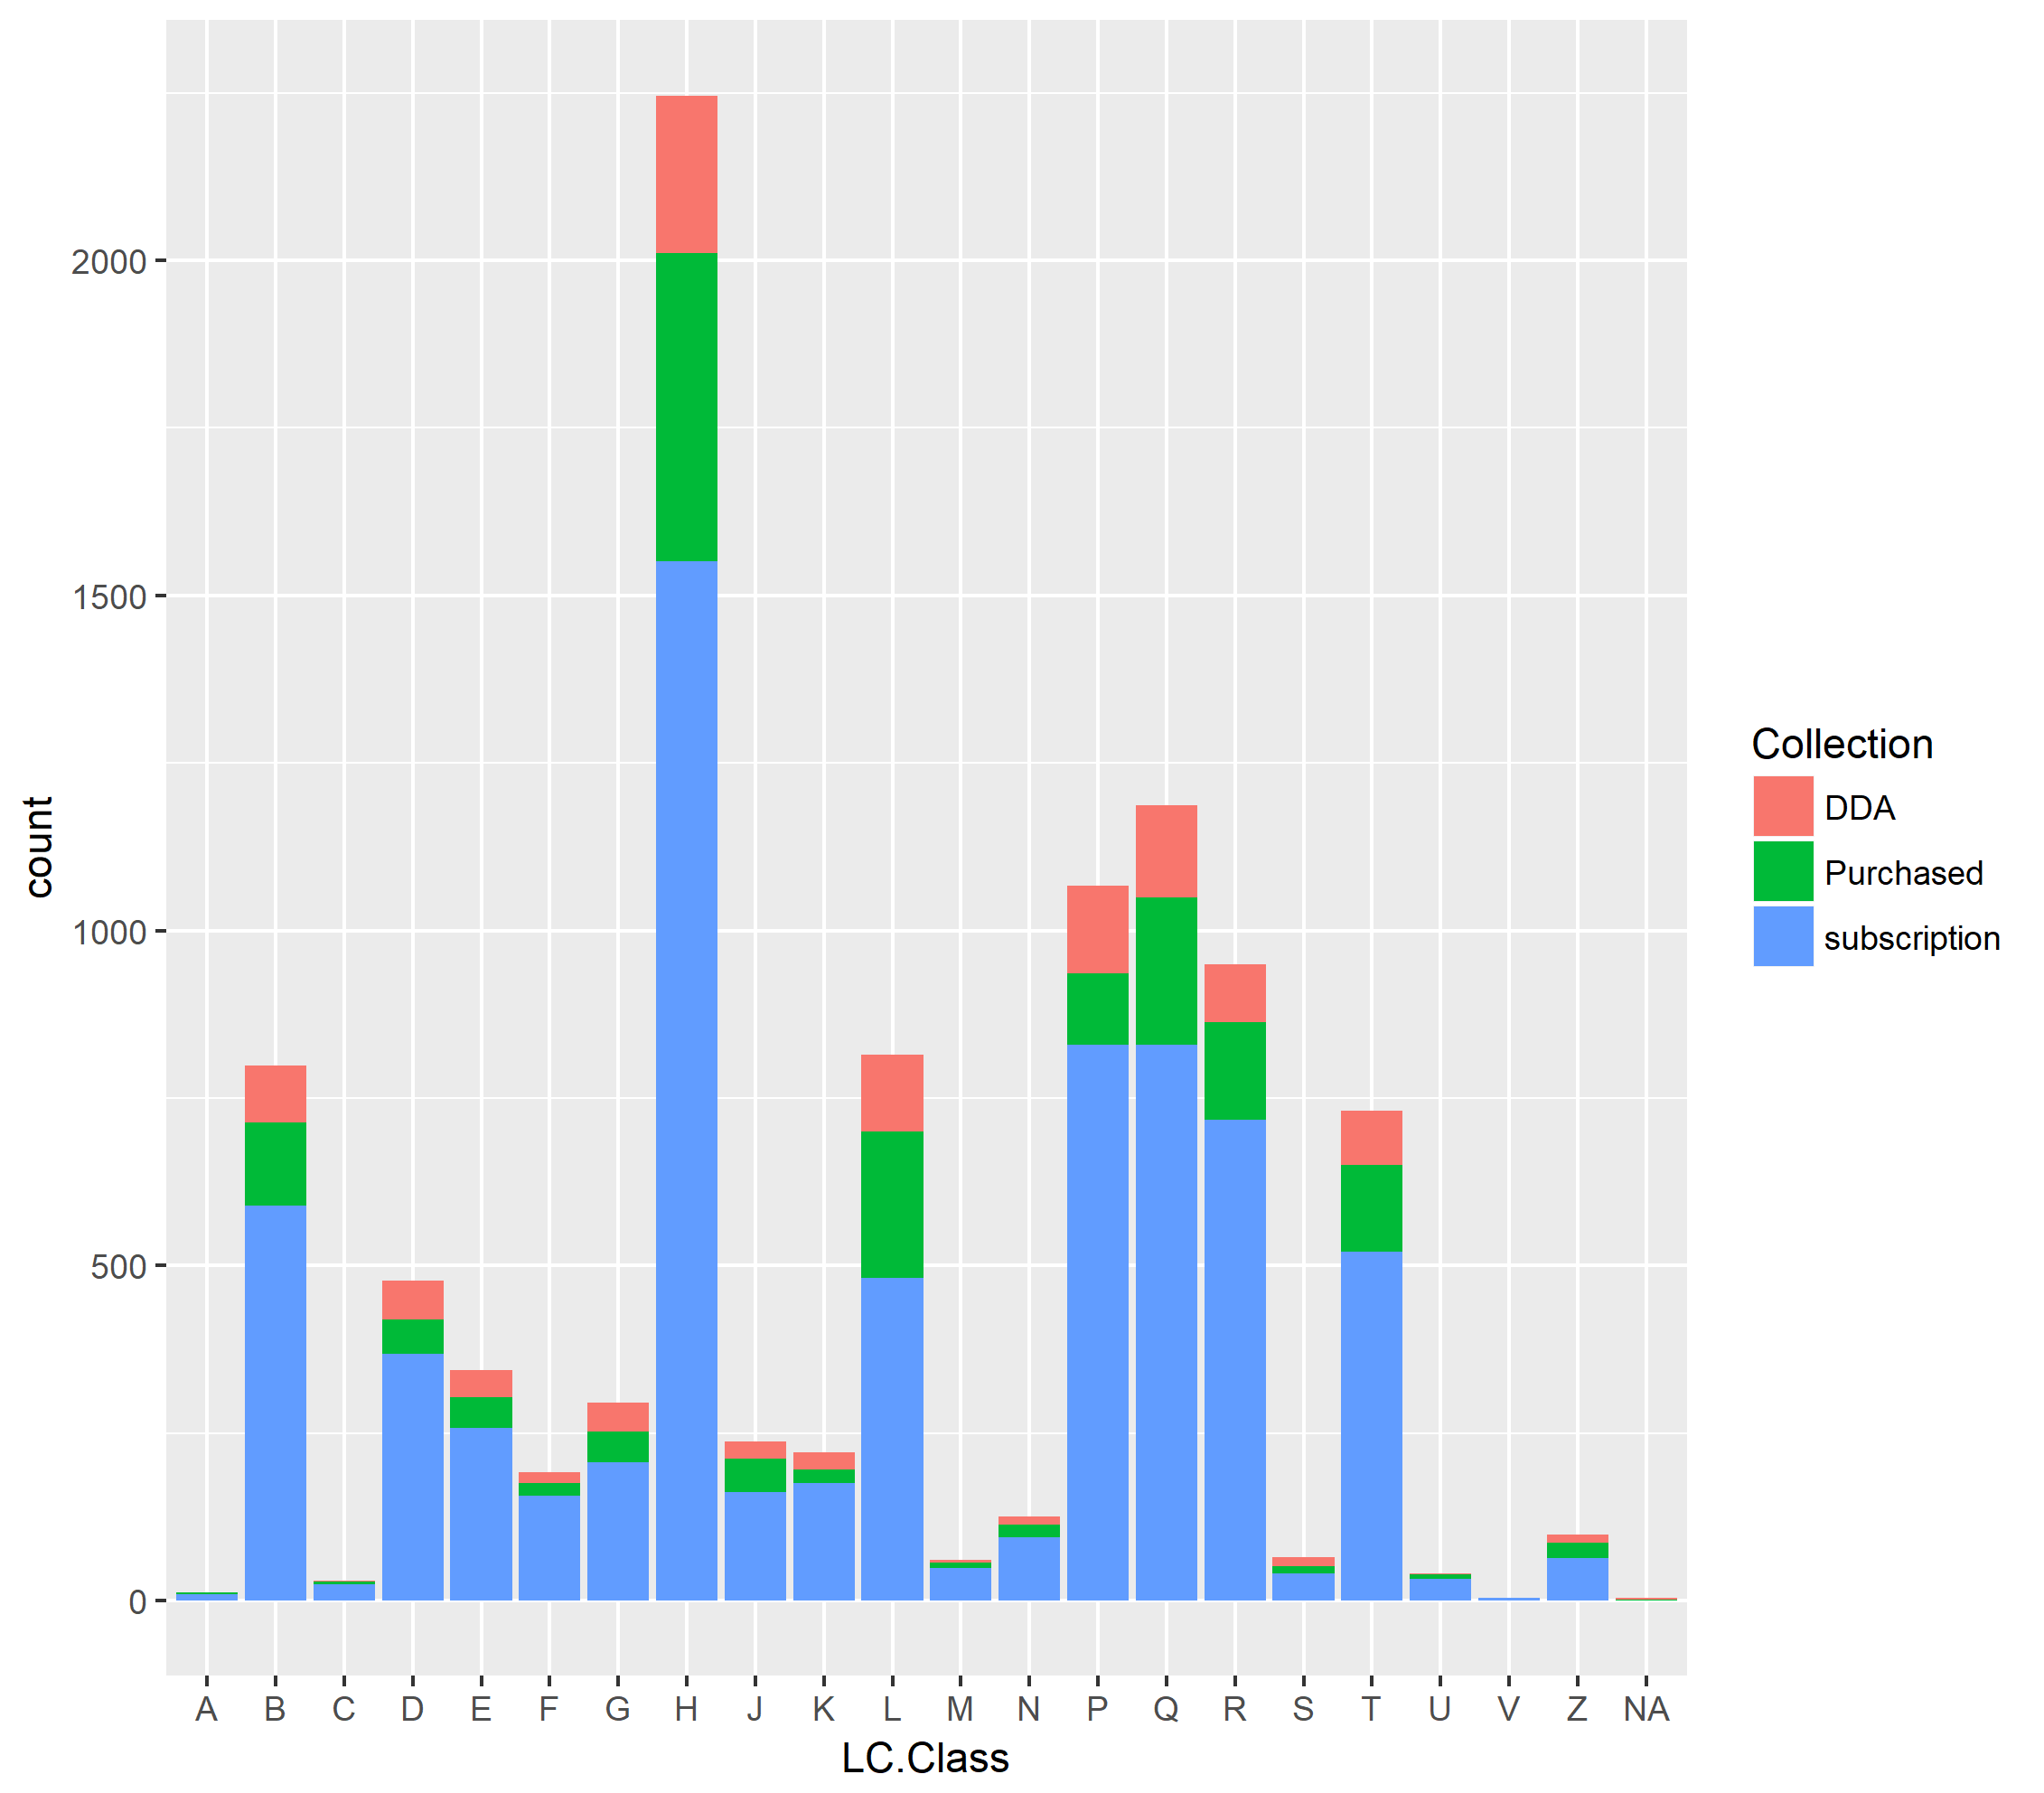 count
2000
1500
1000
500
0
A B C D E F G H J K L M N P Q R S T U V Z NA
LC.Class
Collection
DDA
Purchased
subscription